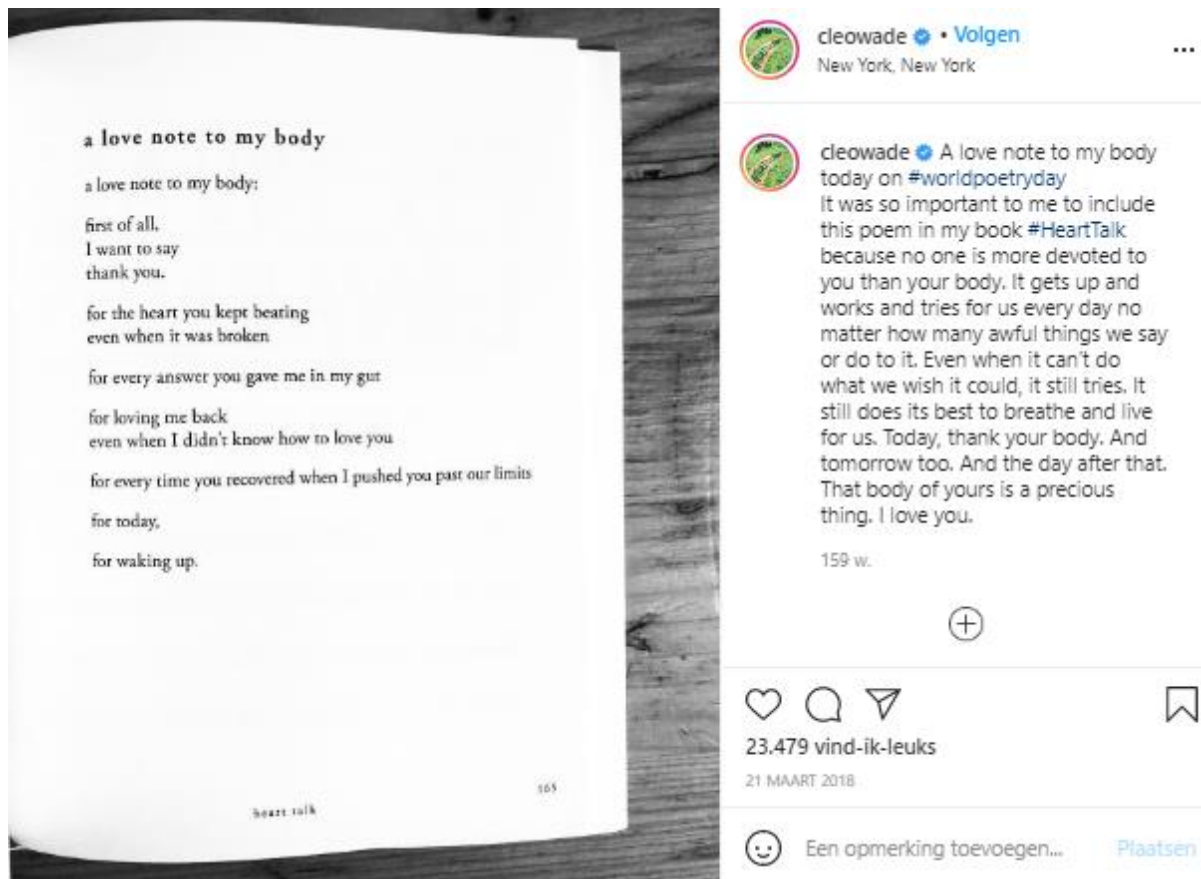 a love note to my body
a love note to my body:
first of all,
I want to say
thank you.
for the heart you kept beating
even when it was broken
for every answer you gave me in my gut
for loving me back
even when I didn't know how to love you
for every time you recovered when I pushed you past our limits
for today,
for waking up.
165
heart talk
cleowade • Volgen
New York, New York
cleowade A love note to my body
today on #worldpoetryday
It was so important to me to include
this poem in my book #HeartTalk
because no one is more devoted to
you than your body. It gets up and
works and tries for us every day no
matter how many awful things we say
or do to it. Even when it can't do
what we wish it could, it still tries. It
still does its best to breathe and live
for us. Today, thank your body. And
tomorrow too. And the day after that.
That body of yours is a precious
thing. I love you.
159 w.
23.479 vind-ik-leuks
21 MAART 2018
Een opmerking toevoegen... Plaatsen